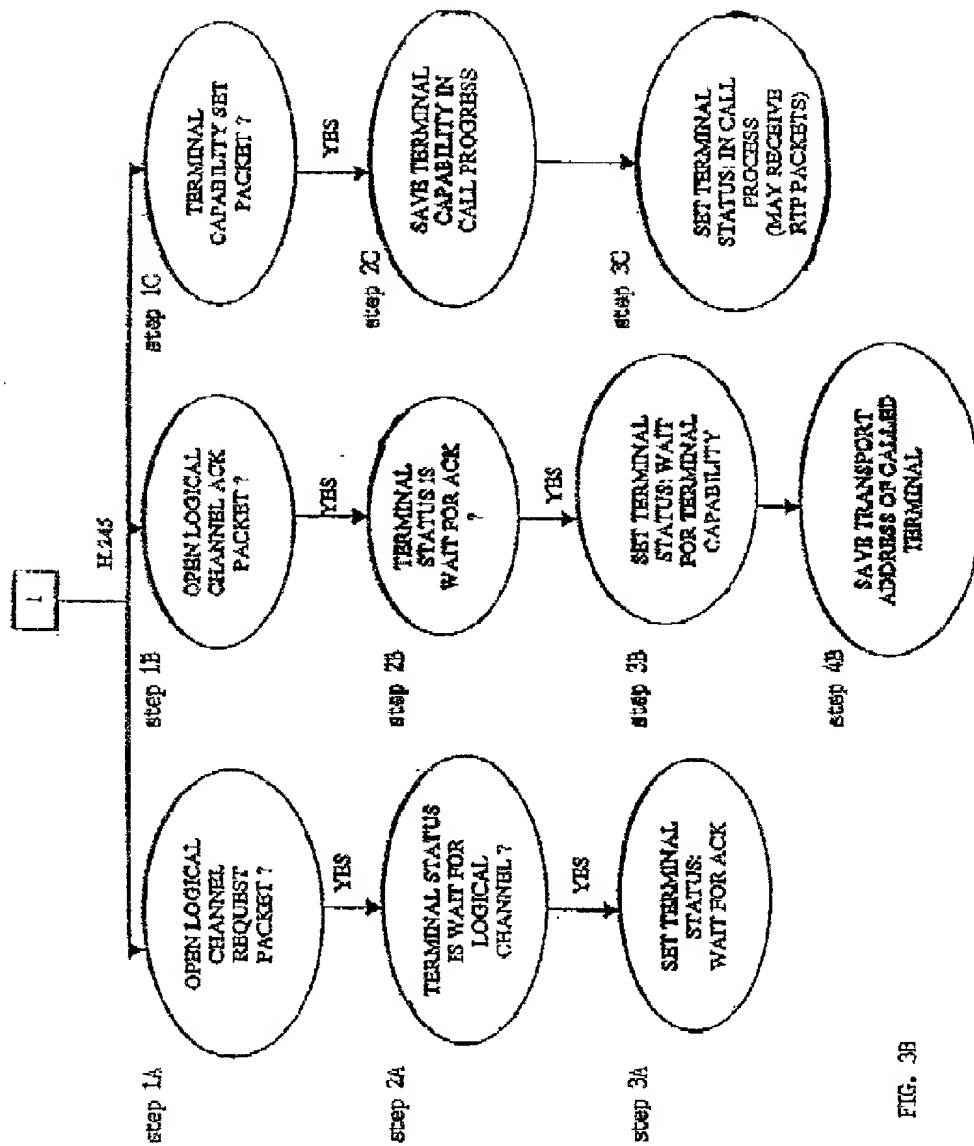 1
H.245
step 1A
OPEN LOGICAL
CHANNEL
REQUEST
PACKET ?
YES
step 2A
TERMINAL STATUS
IS WAIT FOR
LOGICAL
CHANNEL ?
YES
step 3A
SET TERMINAL
STATUS:
WAIT FOR ACK
step 1B
OPEN LOGICAL
CHANNEL ACK
PACKET ?
YES
step 2B
TERMINAL
STATUS IS
WAIT FOR ACK
?
YES
step 3B
SET TERMINAL
STATUS: WAIT
FOR TERMINAL
CAPABILITY
step 4B
SAVE TRANSPORT
ADDRESS OF CALLED
TERMINAL
step 1C
TERMINAL
CAPABILITY SET
PACKET ?
YES
step 2C
SAVE TERMINAL
CAPABILITY IN
CALL PROGRESS
step 3C
SET TERMINAL
STATUS: IN CALL
PROCESS
(MAY RECEIVE
RTP PACKETS)
FIG. 3B